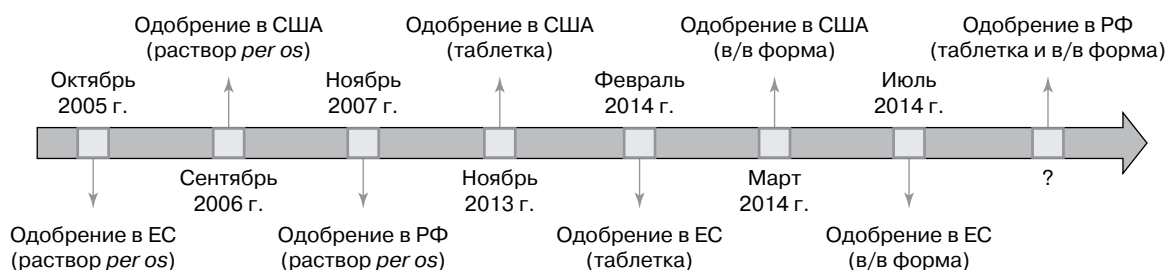 Одобрение в США
(раствор per os)
Одобрение в США
(таблетка)
Одобрение в США
(в/в форма)
Одобрение в РФ
(таблетка и в/в форма)
Октябрь
2005 г.
Ноябрь
2007 г.
Февраль
2014 г.
Июль
2014 г.
Сентябрь
2006 г.
Ноябрь
2013 г.
Март
2014 г.
?
Одобрение в ЕС
(раствор per os)
Одобрение в РФ
(раствор per os)
Одобрение в ЕС
(таблетка)
Одобрение в ЕС
(в/в форма)